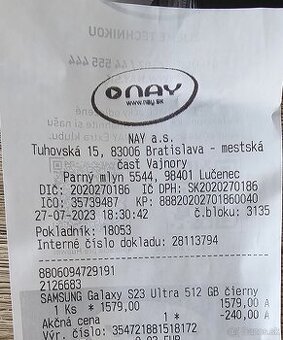 NAY
www.nay.sk
NAY a.s.
Tuhovská 15, 83006 Bratislava - mestská
časť Vajnory
Parný mlyn 5544, 98401 Lučenec
DIČ: 2020270186 IČ DPH: SK2020270186
IČO: 35739487 KP: 88820202701860040
27-07-2023 18:30:42 č.bloku: 3135
Pokladník: 18053
Interné číslo dokladu: 28113794
8806094729191
2126683
SAMSUNG Galaxy S23 Ultra 512 GB čierny
1 Ks * 1579,00 1579,00 A
Akčná cena 1 * -240,00 A
Výr. číslo: 354721881518172